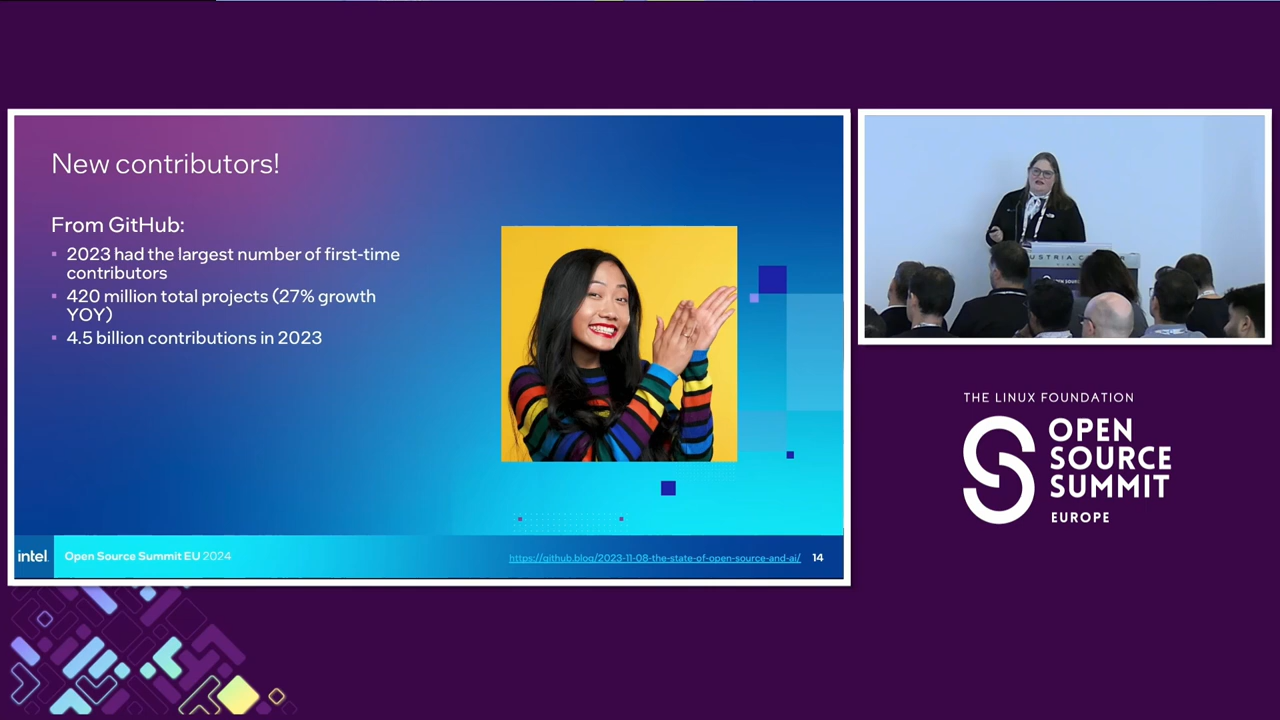 New contributors!
From GitHub:
▪ 2023 had the largest number of first-time
contributors
▪ 420 million total projects (27% growth
YOY)
▪ 4.5 billion contributions in 2023
intel.
Open Source Summit EU 2024
https://github.blog/2023-11-08-the-state-of-open-source-and-ai/
14
THE LINUX FOUNDATION
OPEN
SOURCE
SUMMIT
EUROPE